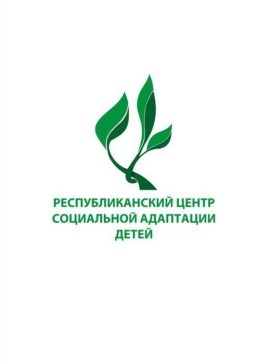 РЕСПУБЛИКАНСКИЙ ЦЕНТР
СОЦИАЛЬНОЙ АДАПТАЦИИ
ДЕТЕЙ